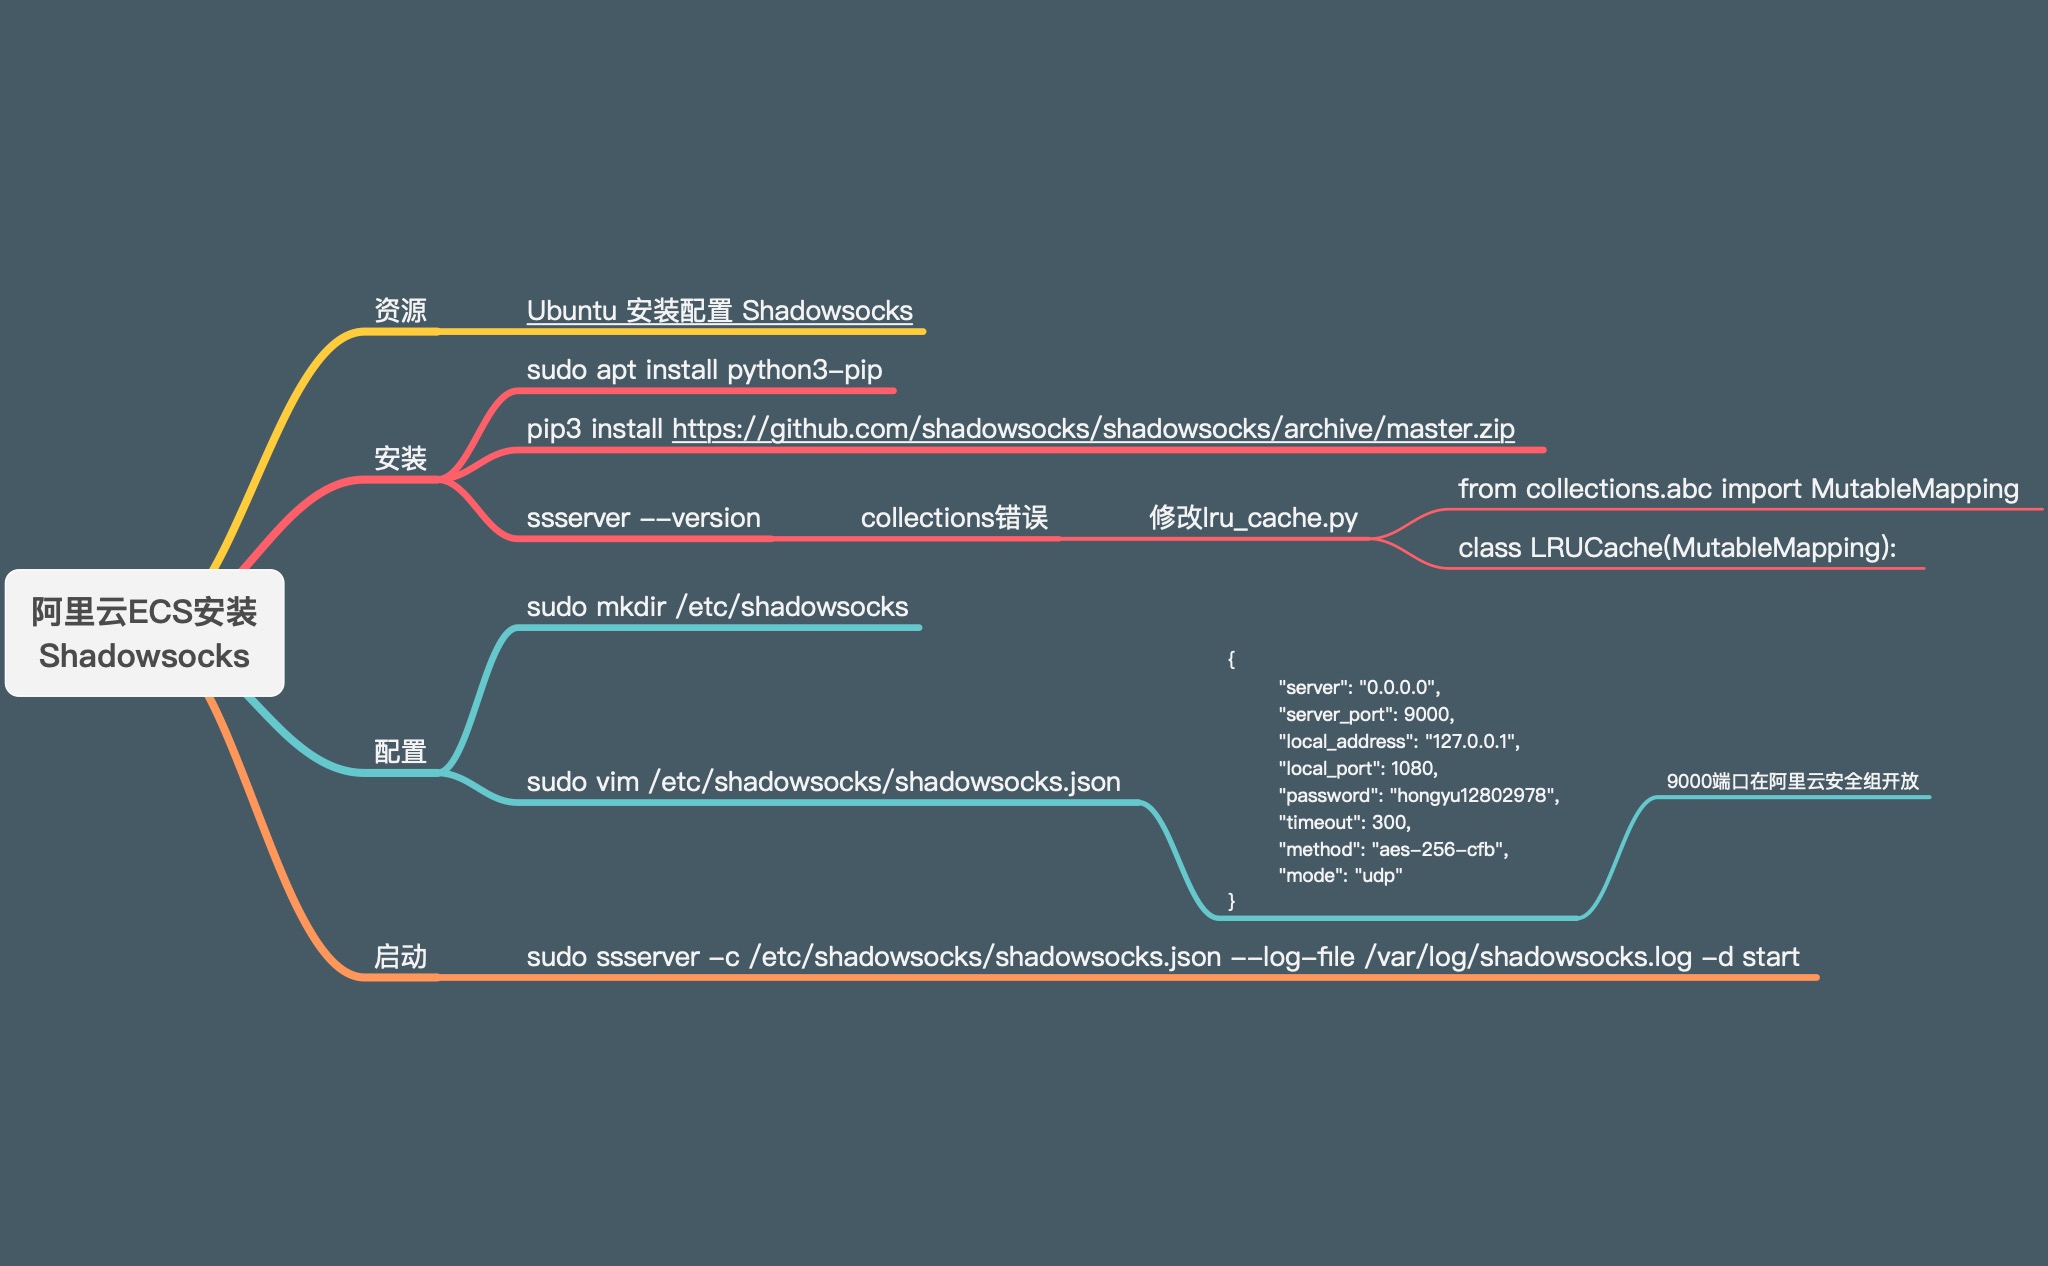 阿里云ECS安装
Shadowsocks
资源
Ubuntu 安装配置 Shadowsocks
安装
sudo apt install python3-pip
pip3 install https://github.com/shadowsocks/shadowsocks/archive/master.zip
ssserver --version
collections错误
修改lru_cache.py
from collections.abc import MutableMapping
class LRUCache(MutableMapping):
配置
sudo mkdir /etc/shadowsocks
sudo vim /etc/shadowsocks/shadowsocks.json
{
"server": "0.0.0.0",
"server_port": 9000,
"local_address": "127.0.0.1",
"local_port": 1080,
"password": "hongyu12802978",
"timeout": 300,
"method": "aes-256-cfb",
"mode": "udp"
}
9000端口在阿里云安全组开放
启动
sudo ssserver -c /etc/shadowsocks/shadowsocks.json --log-file /var/log/shadowsocks.log -d start